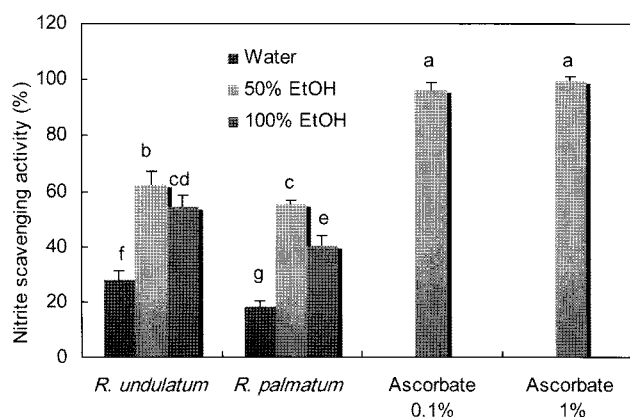 Nitrite scavenging activity (%)
120
100
80
60
40
20
0
Water
50% EtOH
100% EtOH
f
b
cd
g
c
e
a
a
R. undulatum
R. palmatum
Ascorbate
0.1%
Ascorbate
1%